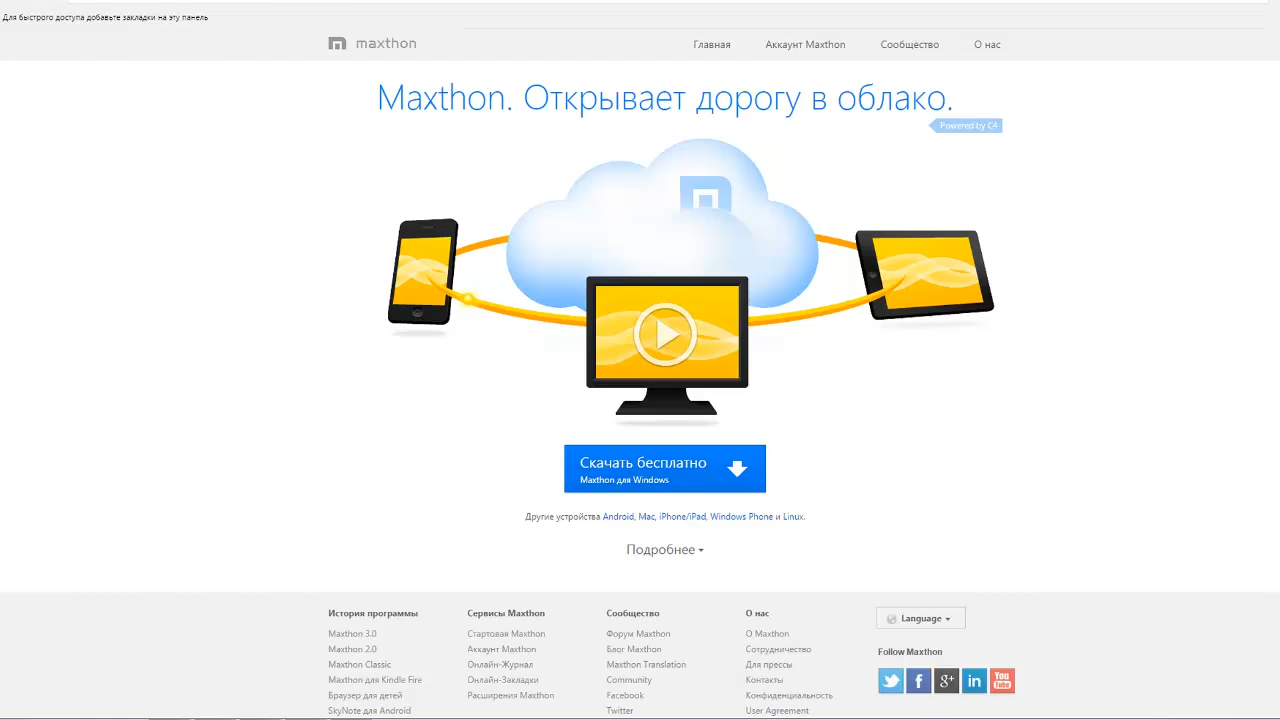 Для быстрого доступа добавьте закладки на эту панель
maxthon
Главная Аккаунт Maxthon Сообщество О нас
Maxthon. Открывает дорогу в облако.
Powered by C4
Скачать бесплатно
Maxthon для Windows
Другие устройства Android, Mac, iPhone/iPad, Windows Phone и Linux.
Подробнее
История программы
Maxthon 3.0
Maxthon 2.0
Maxthon Classic
Maxthon для Kindle Fire
Браузер для детей
SkyNote для Android
Сервисы Maxthon
Стартовая Maxthon
Аккаунт Maxthon
Онлайн-Журнал
Онлайн-Закладки
Расширения Maxthon
Сообщество
Форум Maxthon
Блог Maxthon
Maxthon Translation
Community
Facebook
Twitter
О нас
О Maxthon
Сотрудничество
Для прессы
Контакты
Конфиденциальность
User Agreement
Language
Follow Maxthon
f
g+
in
You Tube